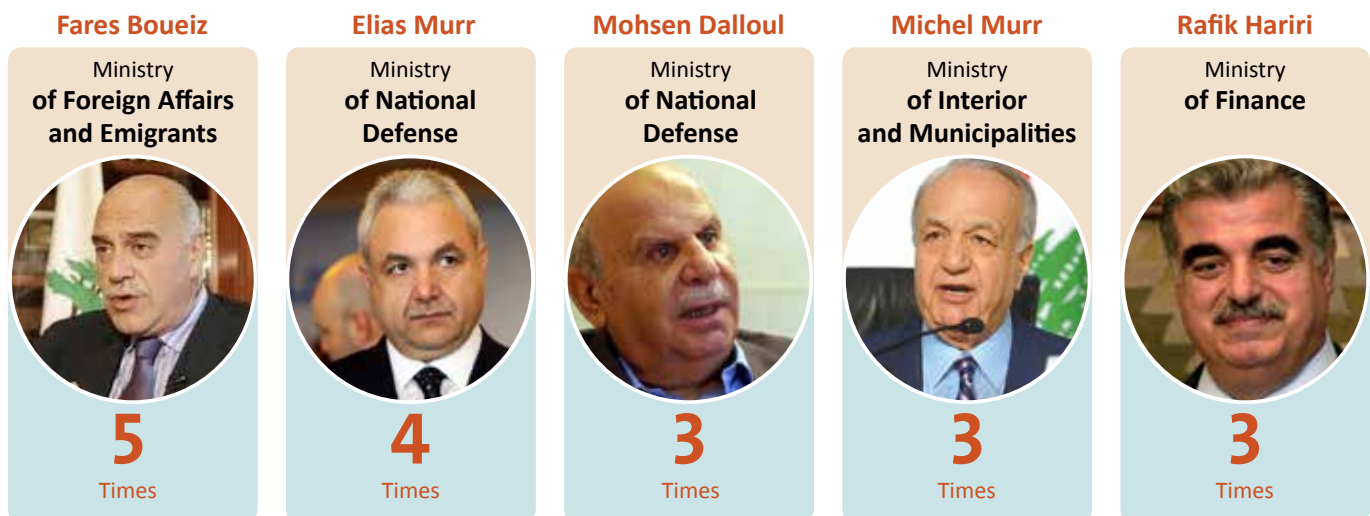 Fares Boueiz
Ministry
of Foreign Affairs
and Emigrants
5
Times
Elias Murr
Ministry
of National
Defense
4
Times
Mohsen Dalloul
Ministry
of National
Defense
3
Times
Michel Murr
Ministry
of Interior
and Municipalities
3
Times
Rafik Hariri
Ministry
of Finance
3
Times